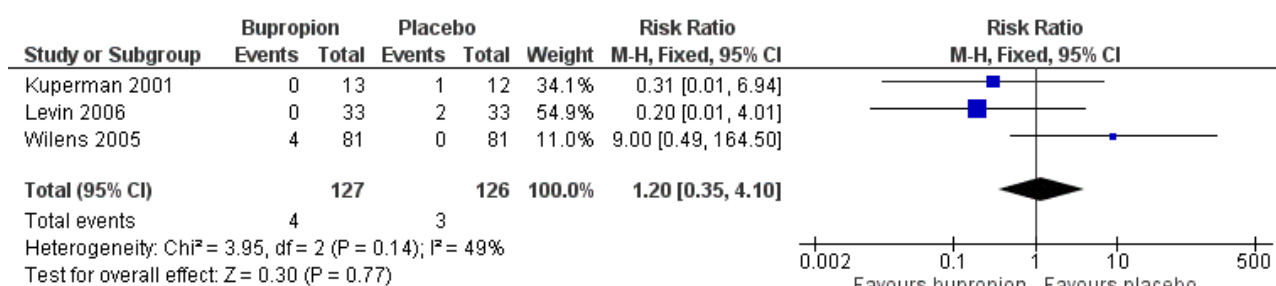 Bupropion Placebo Risk Ratio Risk Ratio
Study or Subgroup Events Total Events Total Weight M-H, Fixed, 95% CI M-H, Fixed, 95% CI
Kuperman 2001 0 13 1 12 34.1% 0.31 [0.01, 6.94]
Levin 2006 0 33 2 33 54.9% 0.20 [0.01, 4.01]
Wilens 2005 4 81 0 81 11.0% 9.00 [0.49, 164.50]
Total (95% CI) 127 126 100.0% 1.20 [0.35, 4.10]
Total events 4 3
Heterogeneity: Chi² = 3.95, df = 2 (P = 0.14); I² = 49%
Test for overall effect: Z = 0.30 (P = 0.77)
0.002 0.1 1 10 500
Favours bupropion Favours placebo